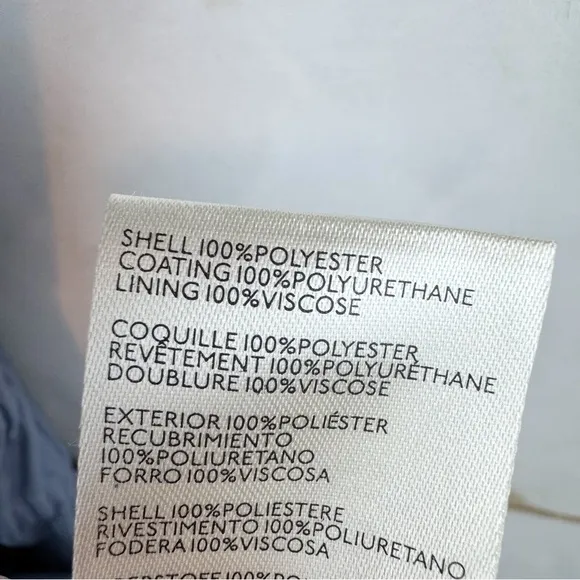 SHELL 100%POLYESTER
COATING 100%POLYURETHANE
LINING 100%VISCOSE
COQUILLE 100%POLYESTER
REVÊTEMENT 100%POLYURÉTHANE
DOUBLURE 100%VISCOSE
EXTERIOR 100%POLIÉSTER
RECUBRIMIENTO
100%POLIURETANO
FORRO 100%VISCOSA
SHELL 100%POLIESTERE
RIVESTIMENTO 100%POLIURETANO
FODERA 100%VISCOSA